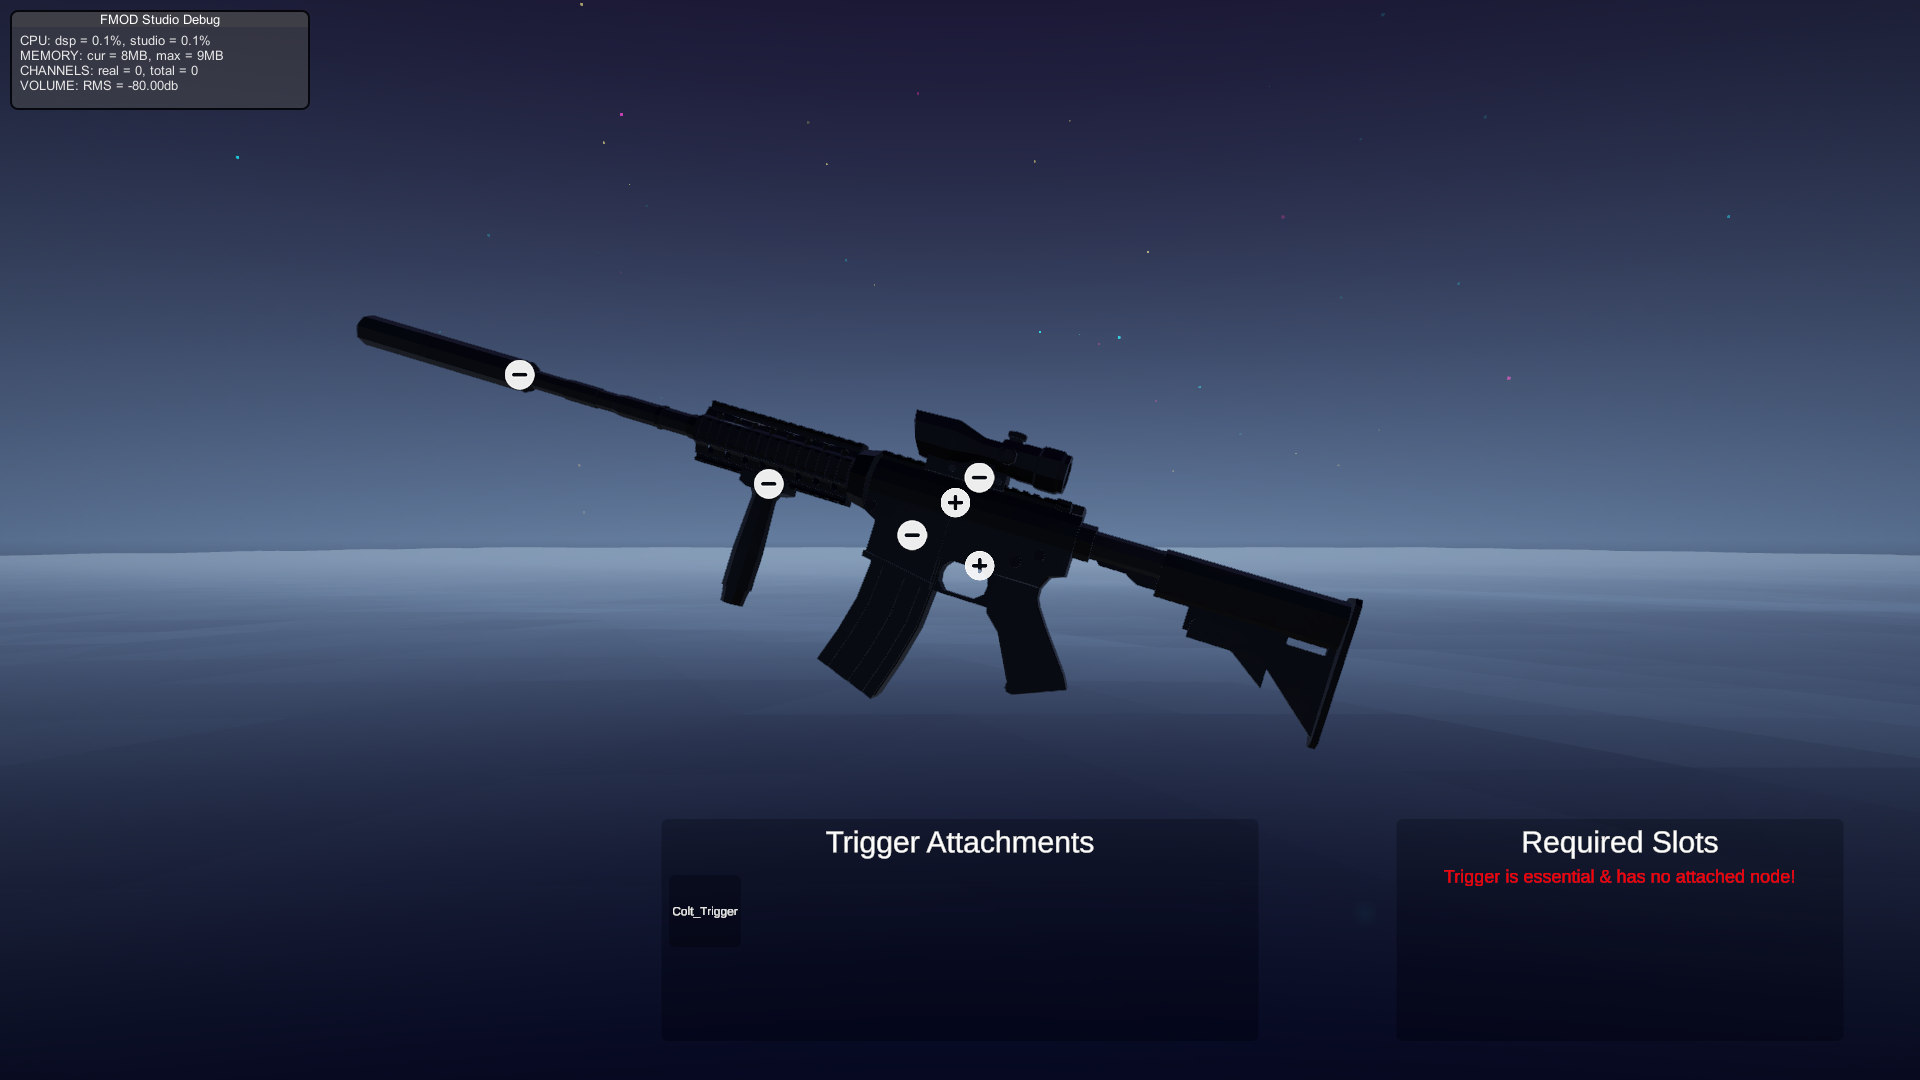 FMOD Studio Debug
CPU: dsp = 0.1%, studio = 0.1%
MEMORY: cur = 8MB, max = 9MB
CHANNELS: real = 0, total = 0
VOLUME: RMS = -80.00db
Trigger Attachments
Colt_Trigger
Required Slots
Trigger is essential & has no attached node!